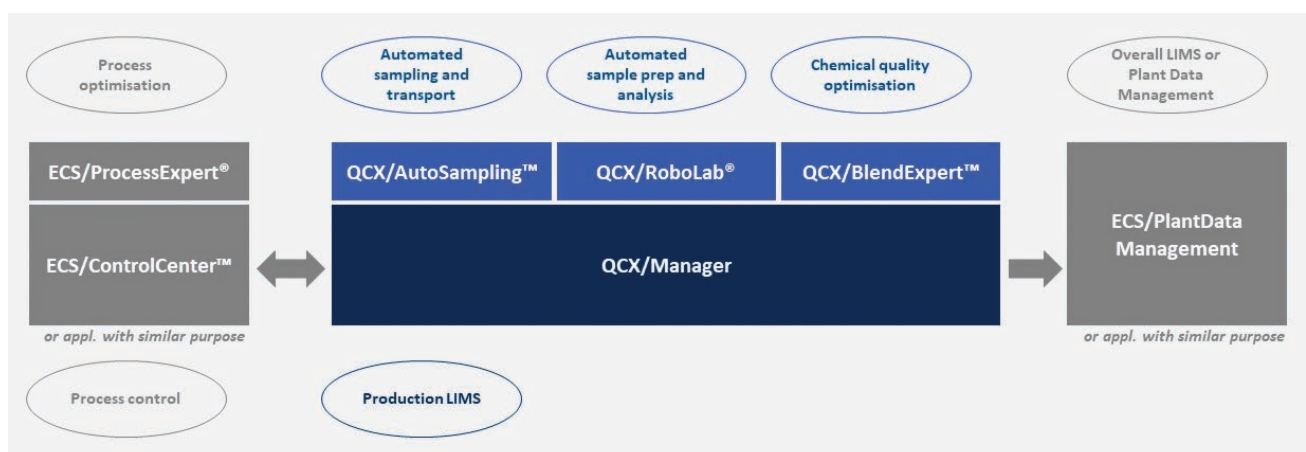 Process
optimisation
Automated
sampling and
transport
Automated
sample prep and
analysis
Chemical quality
optimisation
Overall LIMS or
Plant Data
Management
ECS/ProcessExpert®
QCX/AutoSampling™
QCX/RoboLab®
QCX/BlendExpert™
ECS/PlantData
Management
ECS/ControlCenter™
QCX/Manager
or appl. with similar purpose
or appl. with similar purpose
Process control
Production LIMS